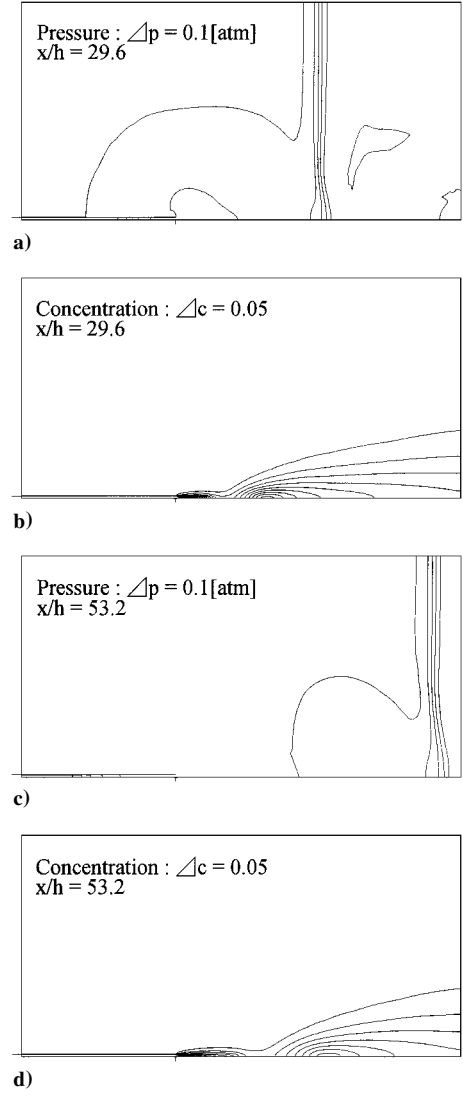 Pressure : ⊿p = 0.1[atm]
x/h = 29.6
a)
Concentration : ⊿c = 0.05
x/h = 29.6
b)
Pressure : ⊿p = 0.1[atm]
x/h = 53.2
c)
Concentration : ⊿c = 0.05
x/h = 53.2
d)